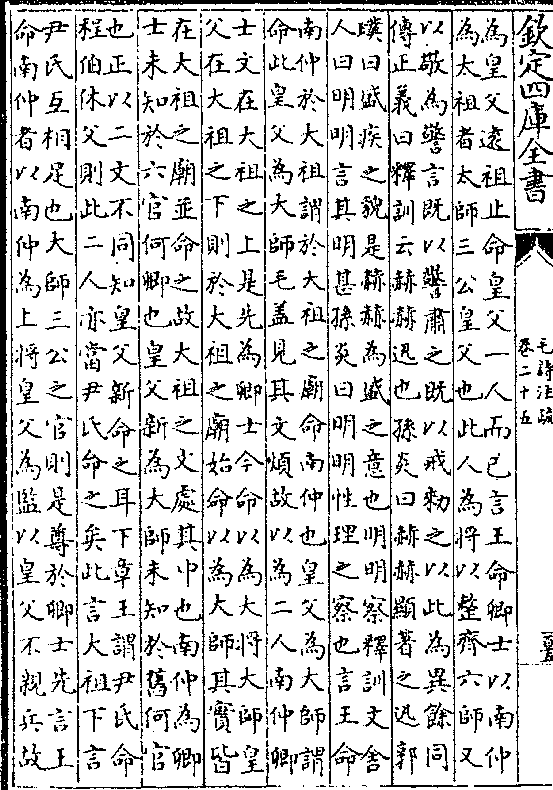 欽定四庫全書
毛詩注疏
卷二十五
為皇父遠祖止命皇父一人而已言王命卿士以南仲
為太祖者太師三公皇父也此人為將以整齊六師又
以敬為警言既以警肅之既以戒勑之以此為異餘同
傳正義曰釋訓云赫赫迅也孫炎曰赫赫顯著之迅郭
璞曰盛疾之貌是赫赫為盛之意也明明察釋訓文舍
人曰明明言其明甚孫炎曰明明性理之察也言王命
南仲於大祖謂於大祖之廟命南仲也皇父為大師謂
命此皇父為大師毛盖見其文煩故以為二人南仲卿
士文在大祖之上是先為卿士今命以為大將大師皇
父在大祖之下則於大祖之廟始命以為大師其實皆
在大祖之廟並命之故大祖之文處其中也南仲為卿
士未知於六官何卿也皇父新為大師未知於舊何官
也正以二文不同知皇父新命之耳下章王謂尹氏命
程伯休父則此二人亦當尹氏命之矣此言大祖下言
尹氏互相足也大師三公之官則是尊於卿士先言王
命南仲者以南仲為上將皇父為監以皇父不親兵故